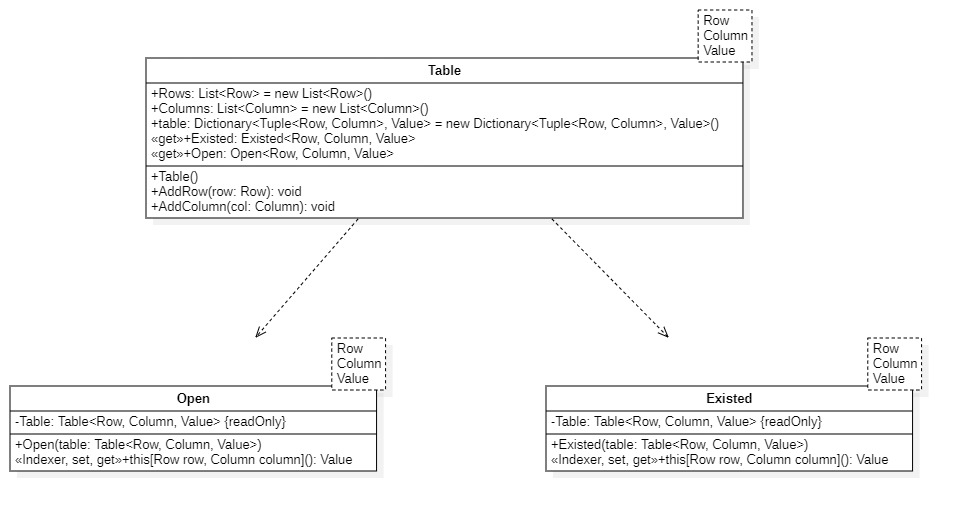 Row
Column
Value
Table
+Rows: List<Row> = new List<Row>()
+Columns: List<Column> = new List<Column>()
+table: Dictionary<Tuple<Row, Column>, Value> = new Dictionary<Tuple<Row, Column>, Value>()
«get»+Existed: Existed<Row, Column, Value>
«get»+Open: Open<Row, Column, Value>
+Table()
+AddRow(row: Row): void
+AddColumn(col: Column): void
Row
Column
Value
Open
-Table: Table<Row, Column, Value> {readOnly}
+Open(table: Table<Row, Column, Value>)
«Indexer, set, get»+this[Row row, Column column](): Value
Row
Column
Value
Existed
-Table: Table<Row, Column, Value> {readOnly}
+Existed(table: Table<Row, Column, Value>)
«Indexer, set, get»+this[Row row, Column column](): Value